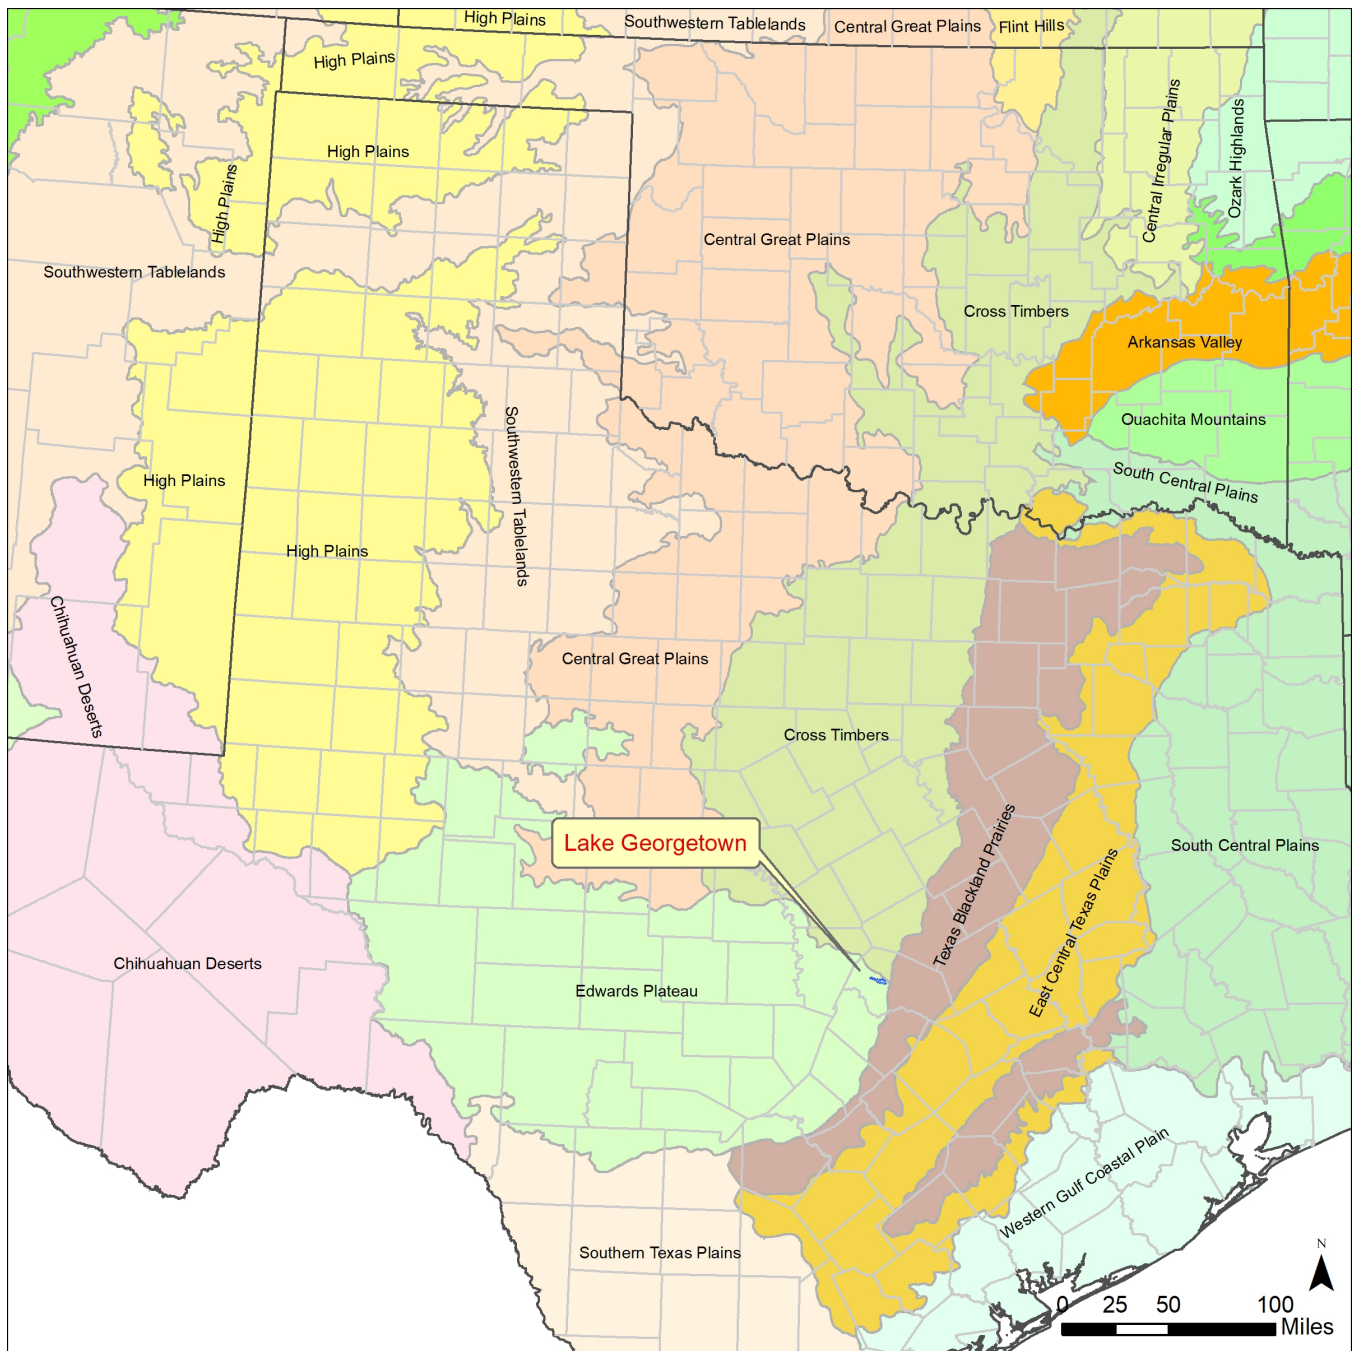 High Plains
Southwestern Tablelands
Central Great Plains
Flint Hills
High Plains
High Plains
Central Irregular Plains
Ozark Highlands
High Plains
Central Great Plains
Southwestern Tablelands
Cross Timbers
Arkansas Valley
Ouachita Mountains
South Central Plains
Southwestern Tablelands
High Plains
High Plains
Chihuahuan Deserts
Central Great Plains
Cross Timbers
Lake Georgetown
Texas Blackland Prairies
South Central Plains
East Central Texas Plains
Chihuahuan Deserts
Edwards Plateau
Western Gulf Coastal Plain
Southern Texas Plains
N
0 25 50 100
Miles